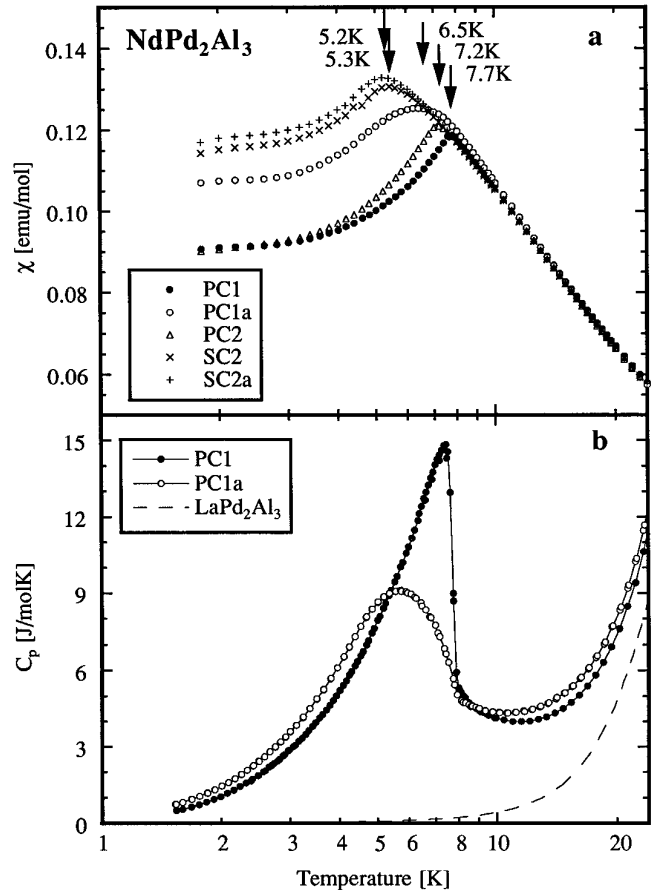 NdPd₂Al₃
a
5.2K
5.3K
6.5K
7.2K
7.7K
0.14
0.12
0.10
0.08
0.06
χ [emu/mol]
PC1
PC1a
PC2
SC2
SC2a
b
PC1
PC1a
LaPd₂Al₃
15
12
9
6
3
0
Cₚ [J/molK]
1 2 3 4 5 6 7 8 10 20
Temperature [K]